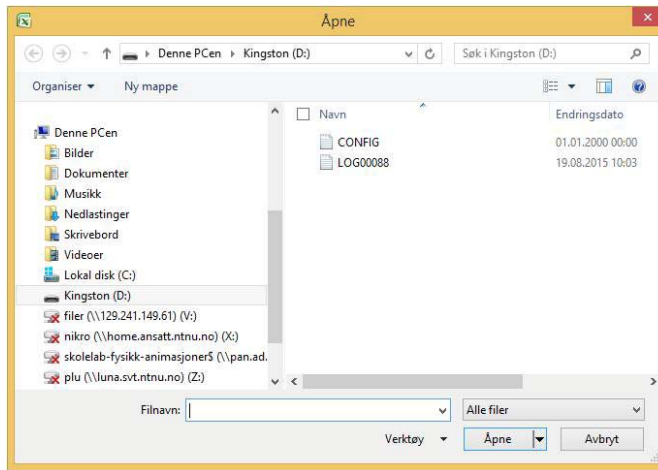 Åpne
Denne PCen
Kingston (D:)
Søk i Kingston (D:)
Organiser
Ny mappe
Navn
Endringsdato
Denne PCen
Bilder
Dokumenter
Musikk
Nedlastinger
Skrivebord
Videoer
Lokal disk (C:)
Kingston (D:)
filer (\\129.241.149.61) (V:)
nikro (\\home.ansatt.ntnu.no) (X:)
skolelab-fysikk-animasjoner$ (\\pan.ad.
plu (\\luna.svt.ntnu.no) (Z:)
CONFIG
01.01.2000 00:00
LOG00088
19.08.2015 10:03
Filnavn:
Alle filer
Verktøy
Åpne
Avbryt